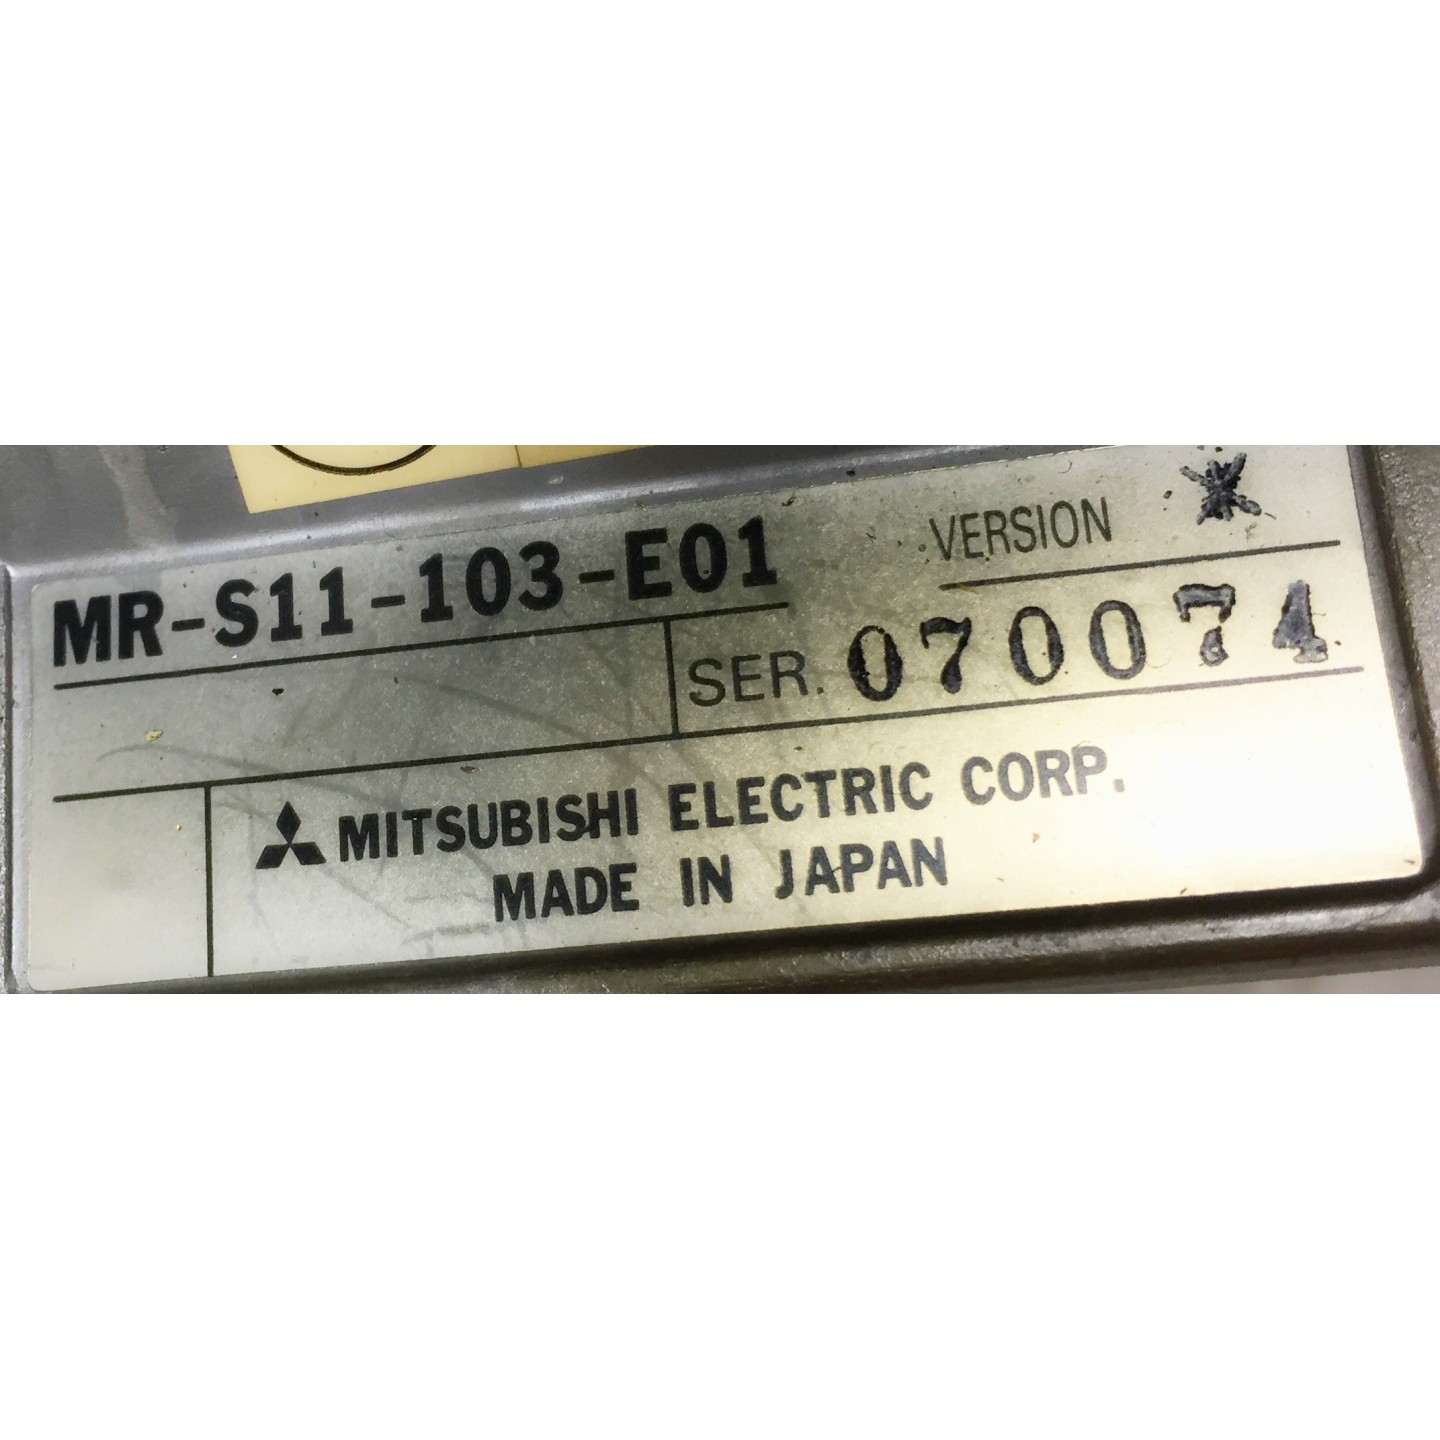 MR-S11-103-E01 VERSION *
SER. 070074
MITSUBISHI ELECTRIC CORP.
MADE IN JAPAN